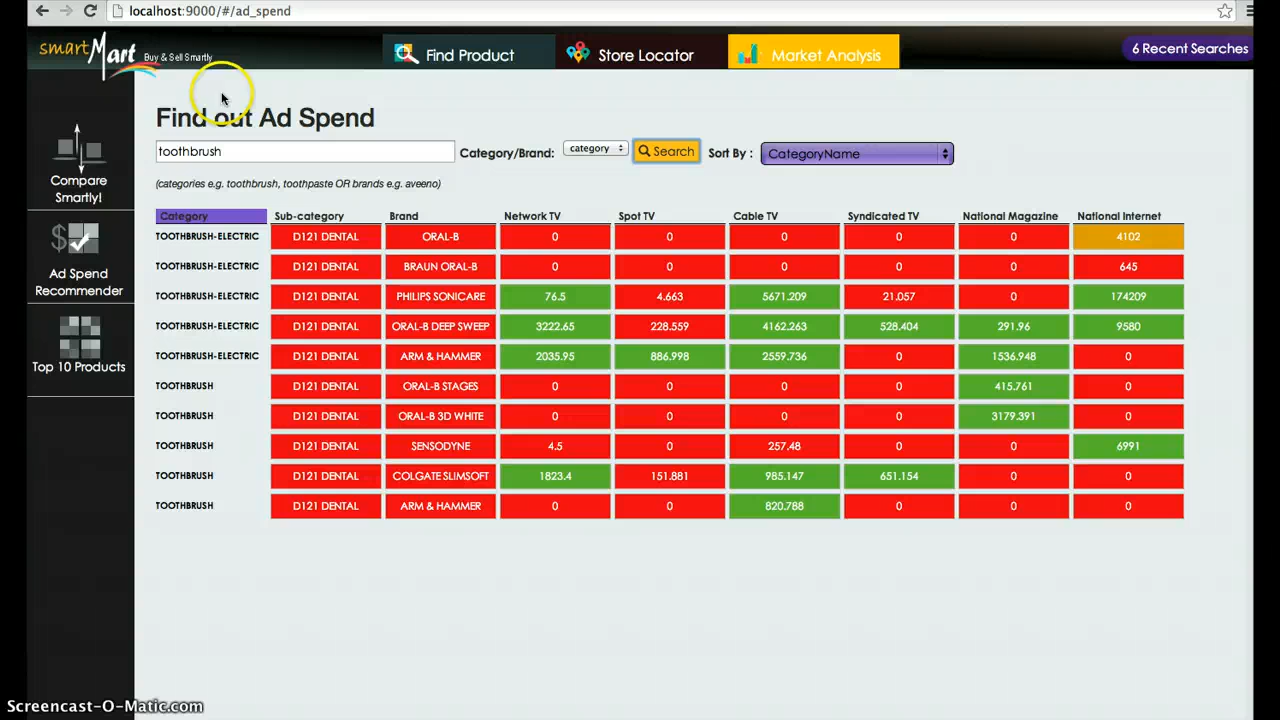 localhost:9000/#/ad_spend
smartMart Buy & Sell Smartly
Find Product
Store Locator
Market Analysis
6 Recent Searches
Compare
Smartly!
Ad Spend
Recommender
Top 10 Products
Find out Ad Spend
toothbrush Category/Brand: category Search Sort By : CategoryName
(categories e.g. toothbrush, toothpaste OR brands e.g. aveeno)
Category Sub-category Brand Network TV Spot TV Cable TV Syndicated TV National Magazine National Internet
TOOTHBRUSH-ELECTRIC D121 DENTAL ORAL-B 0 0 0 0 0 4102
TOOTHBRUSH-ELECTRIC D121 DENTAL BRAUN ORAL-B 0 0 0 0 0 645
TOOTHBRUSH-ELECTRIC D121 DENTAL PHILIPS SONICARE 76.5 4.663 5671.209 21.057 0 174209
TOOTHBRUSH-ELECTRIC D121 DENTAL ORAL-B DEEP SWEEP 3222.65 228.559 4162.263 528.404 291.96 9580
TOOTHBRUSH-ELECTRIC D121 DENTAL ARM & HAMMER 2035.95 886.998 2559.736 0 1536.948 0
TOOTHBRUSH D121 DENTAL ORAL-B STAGES 0 0 0 0 415.761 0
TOOTHBRUSH D121 DENTAL ORAL-B 3D WHITE 0 0 0 0 3179.391 0
TOOTHBRUSH D121 DENTAL SENSODYNE 4.5 0 257.48 0 0 6991
TOOTHBRUSH D121 DENTAL COLGATE SLIMSOFT 1823.4 151.881 985.147 651.154 0 0
TOOTHBRUSH D121 DENTAL ARM & HAMMER 0 0 820.788 0 0 0
Screencast-O-Matic.com